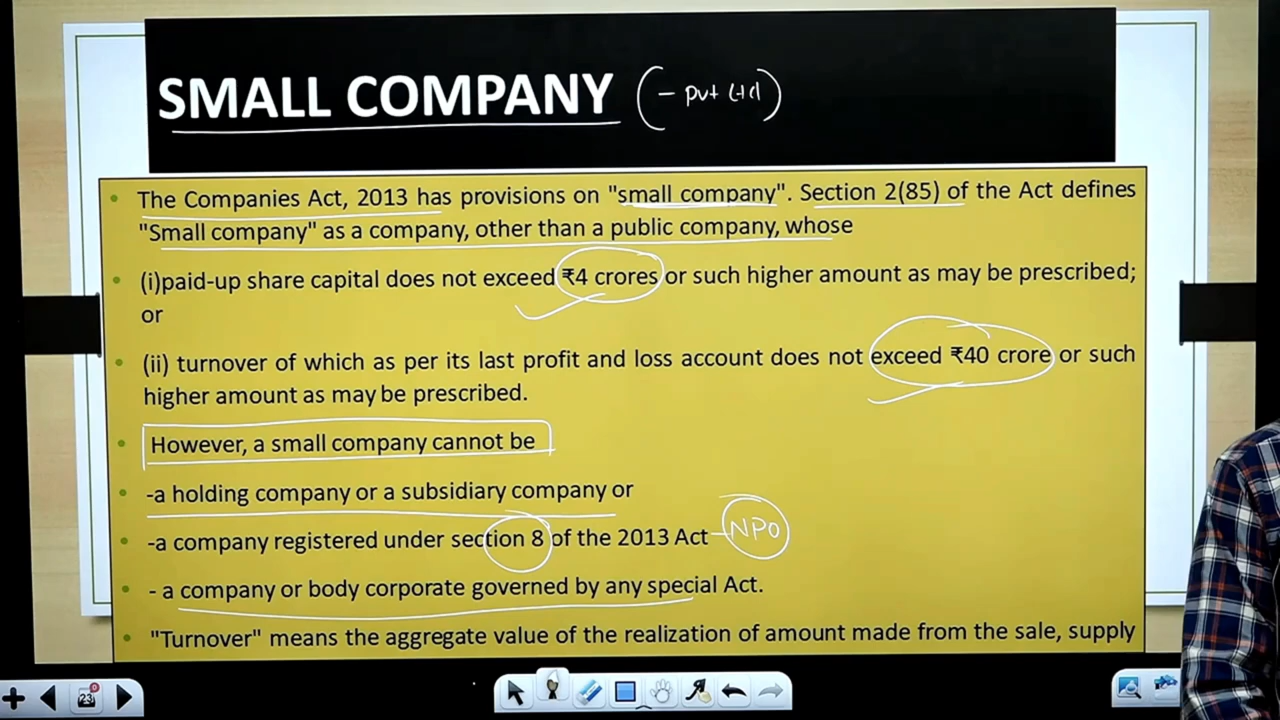 SMALL COMPANY (- pvt Ltd)
• The Companies Act, 2013 has provisions on "small company". Section 2(85) of the Act defines
"Small company" as a company, other than a public company, whose
• (i)paid-up share capital does not exceed ₹4 crores or such higher amount as may be prescribed;
or
• (ii) turnover of which as per its last profit and loss account does not exceed ₹40 crore or such
higher amount as may be prescribed.
• However, a small company cannot be
• -a holding company or a subsidiary company or
• -a company registered under section 8 of the 2013 Act - NPO
• - a company or body corporate governed by any special Act.
• "Turnover" means the aggregate value of the realization of amount made from the sale, supply
23